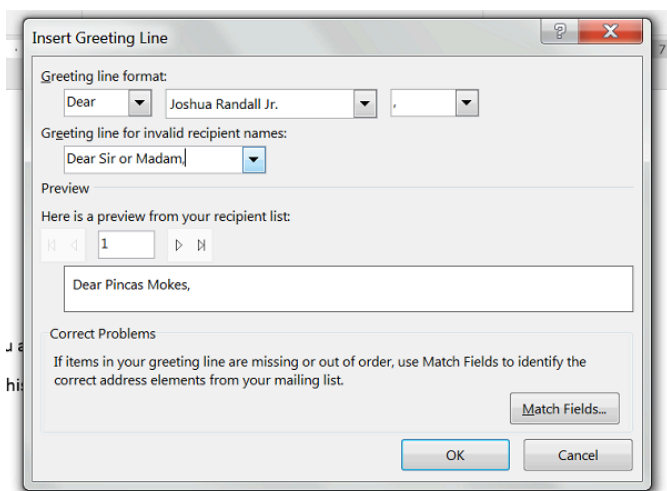 Insert Greeting Line
?
X
7
Greeting line format:
Dear Joshua Randall Jr. ,
Greeting line for invalid recipient names:
Dear Sir or Madam,
Preview
Here is a preview from your recipient list:
1
Dear Pincas Mokes,
Correct Problems
If items in your greeting line are missing or out of order, use Match Fields to identify the
correct address elements from your mailing list.
Match Fields...
OK Cancel